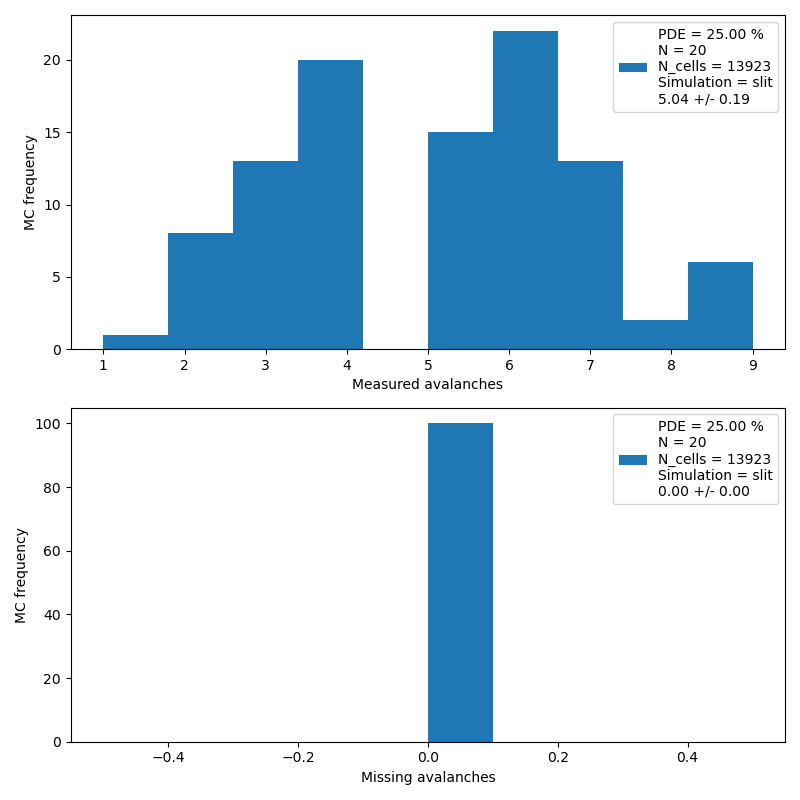 PDE = 25.00 %
N = 20
N_cells = 13923
Simulation = slit
5.04 +/- 0.19
20
15
10
5
0
MC frequency
1 2 3 4 5 6 7 8 9
Measured avalanches
PDE = 25.00 %
N = 20
N_cells = 13923
Simulation = slit
0.00 +/- 0.00
100
80
60
40
20
0
MC frequency
−0.4 −0.2 0.0 0.2 0.4
Missing avalanches